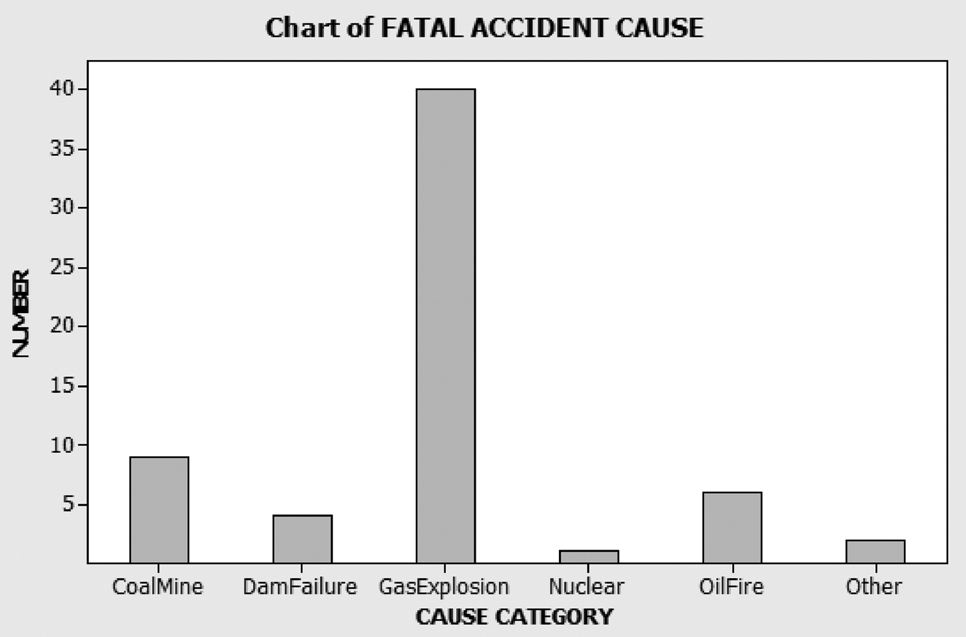 Chart of FATAL ACCIDENT CAUSE
40
35
30
25
20
15
10
5
NUMBER
CoalMine DamFailure GasExplosion Nuclear OilFire Other
CAUSE CATEGORY